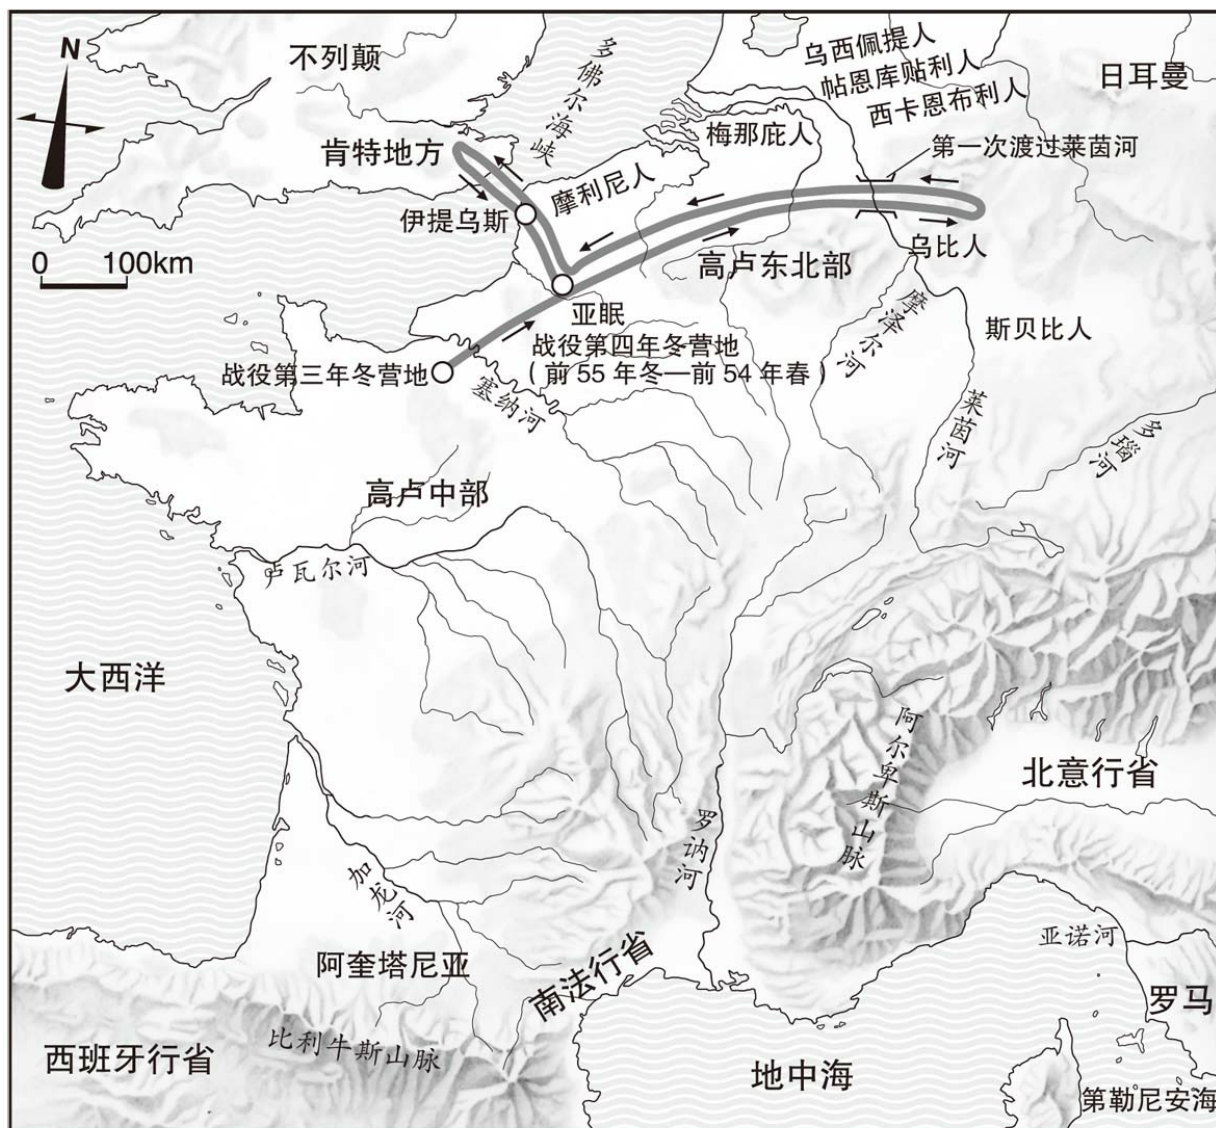 N
不列颠
多佛尔海峡
乌西佩提人
帖恩库贴利人
西卡恩布利人
日耳曼
梅那庇人
第一次渡过莱茵河
肯特地方
摩利尼人
伊提乌斯
乌比人
0 100km
高卢东北部
亚眠
摩泽尔河
斯贝比人
战役第四年冬营地
（前55年冬—前54年春）
战役第三年冬营地
塞纳河
莱茵河
多瑙河
高卢中部
卢瓦尔河
大西洋
阿尔卑斯山脉
北意行省
罗讷河
加龙河
亚诺河
阿奎塔尼亚
南法行省
罗马
比利牛斯山脉
西班牙行省
地中海
第勒尼安海